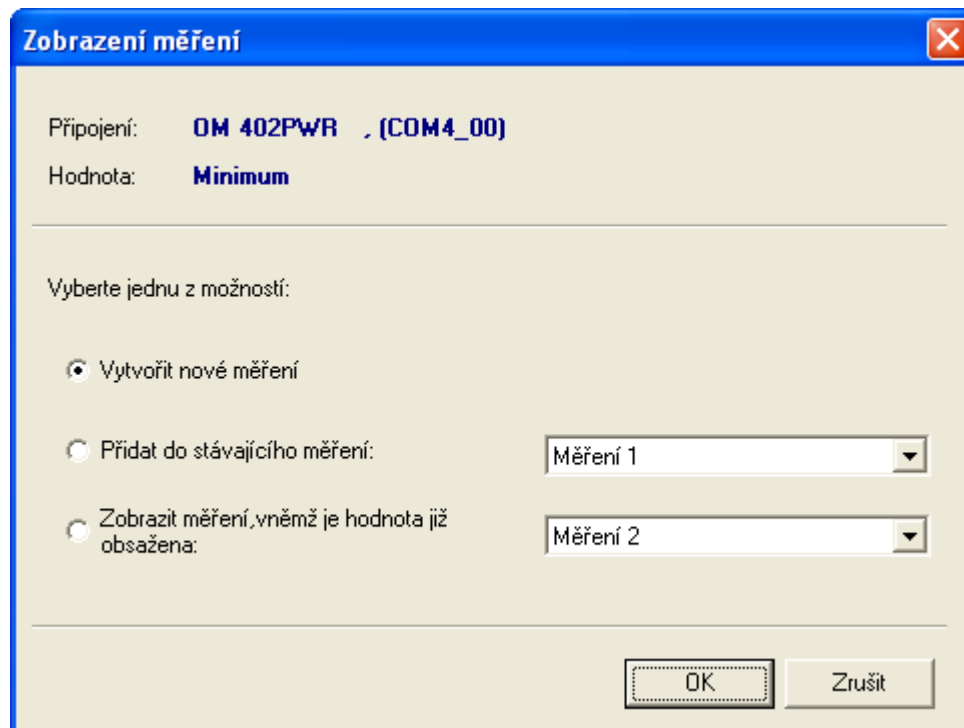 Zobrazení měření
Připojení: OM 402PWR , (COM4_00)
Hodnota: Minimum
Vyberte jednu z možností:
Vytvořit nové měření
Přidat do stávajícího měření: Měření 1
Zobrazit měření,vněmž je hodnota již
obsažena: Měření 2
OK Zrušit